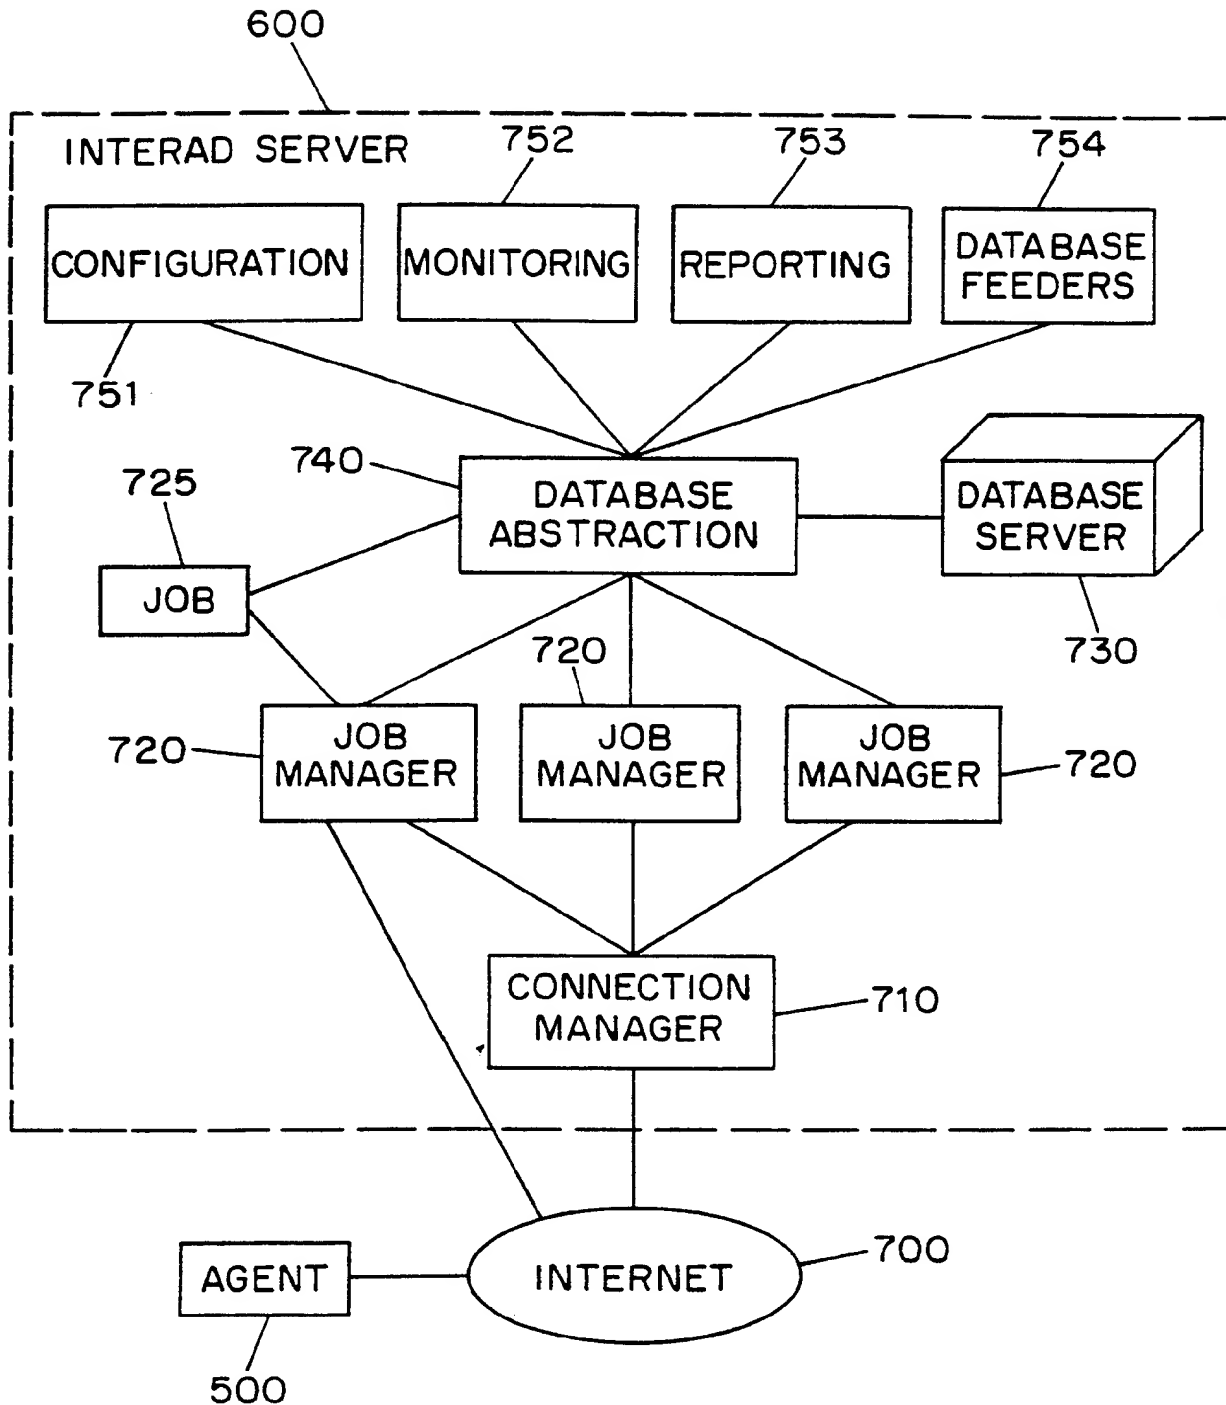 600
INTERAD SERVER
752
753
754
CONFIGURATION
MONITORING
REPORTING
DATABASE
FEEDERS
751
740
725
DATABASE
ABSTRACTION
DATABASE
SERVER
JOB
720
730
720
JOB
MANAGER
JOB
MANAGER
JOB
MANAGER
720
CONNECTION
MANAGER
710
AGENT
INTERNET
700
500